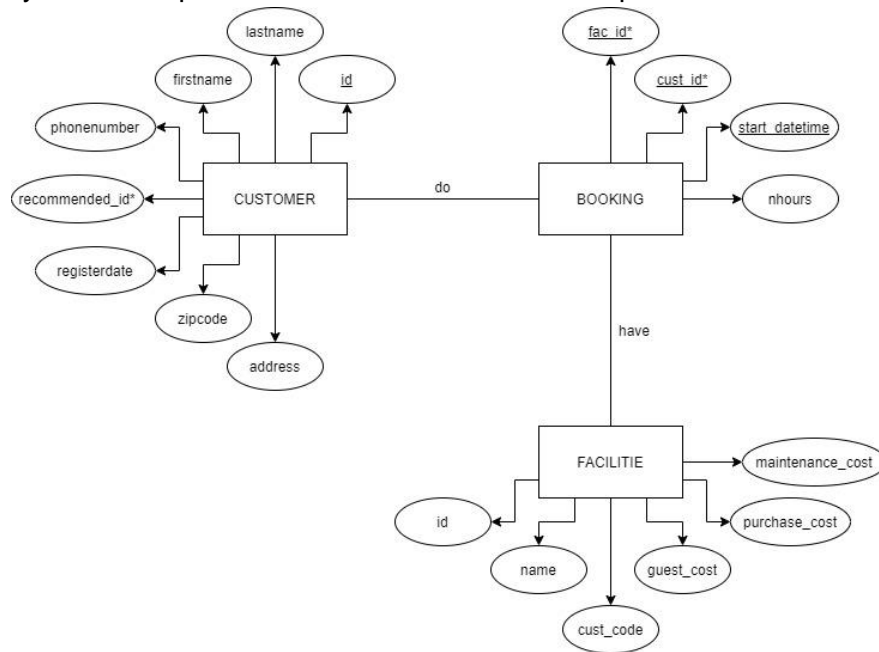 lastname
fac_id*
firstname
id
cust_id*
phonenumber
start_datetime
recommended_id*
CUSTOMER
do
BOOKING
nhours
registerdate
zipcode
address
have
FACILITIE
maintenance_cost
id
purchase_cost
name
guest_cost
cust_code